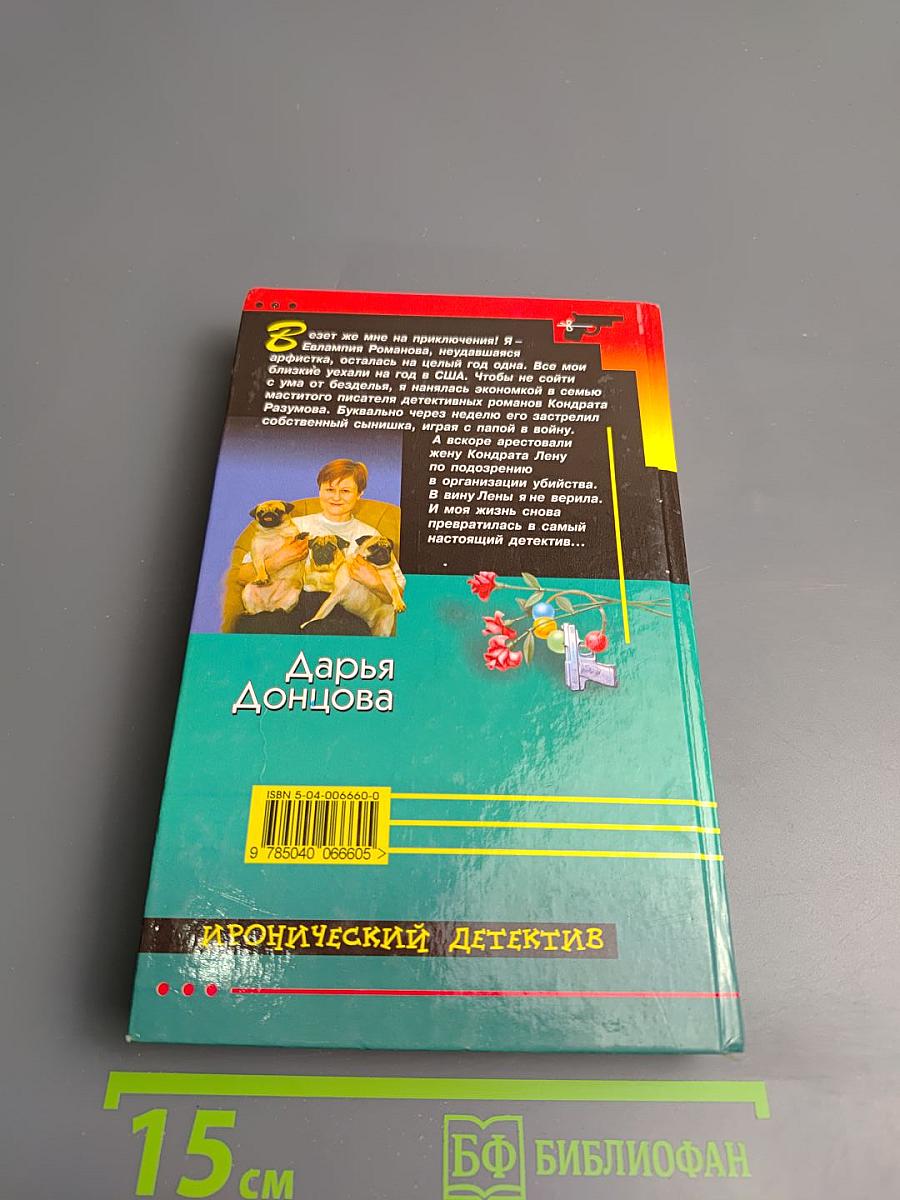 Везет же мне на приключения! Я –
Евлампия Романова, неудавшаяся
арфистка, осталась на целый год одна. Все мои
близкие уехали на год в США. Чтобы не сойти
с ума от безделья, я нанялась экономкой в семью
маститого писателя детективных романов Кондрата
Разумова. Буквально через неделю его застрелил
собственный сынишка, играя с папой в войну.
А вскоре арестовали
жену Кондрата Лену
по подозрению
в организации убийства.
В вину Лены я не верила.
И моя жизнь снова
превратилась в самый
настоящий детектив...
Дарья
Донцова
ISBN 5-04-006660-0
9 785040 066605 >
ИРОНИЧЕСКИЙ ДЕТЕКТИВ
15 см
БФ БИБЛИОФАН